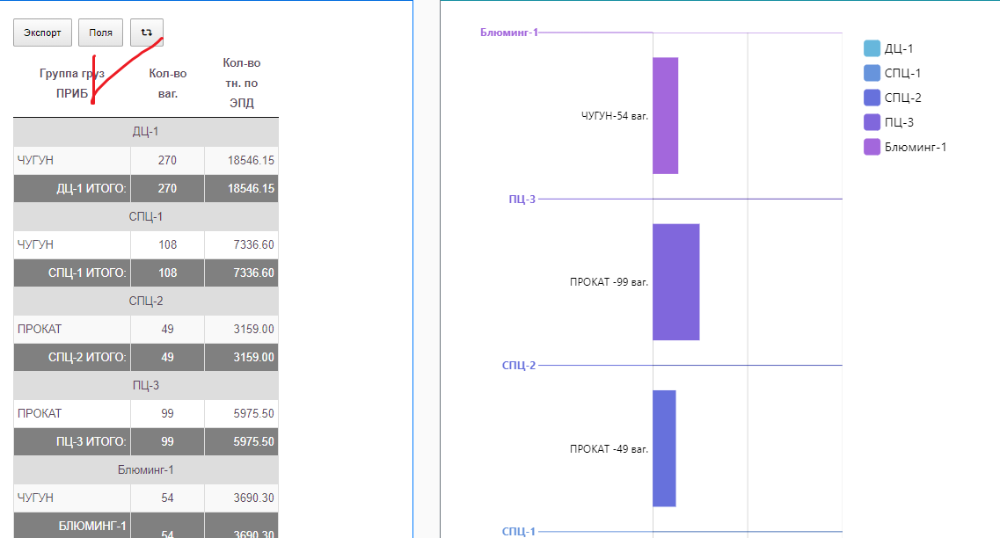 Экспорт Поля
Группа груз ПРИБ Кол-во ваг. Кол-во тн. по ЭПД
ДЦ-1
ЧУГУН 270 18546.15
ДЦ-1 ИТОГО: 270 18546.15
СПЦ-1
ЧУГУН 108 7336.60
СПЦ-1 ИТОГО: 108 7336.60
СПЦ-2
ПРОКАТ 49 3159.00
СПЦ-2 ИТОГО: 49 3159.00
ПЦ-3
ПРОКАТ 99 5975.50
ПЦ-3 ИТОГО: 99 5975.50
Блюминг-1
ЧУГУН 54 3690.30
БЛЮМИНГ-1
54 3690.30
Блюминг-1
ЧУГУН-54 ваг.
ПЦ-3
ПРОКАТ -99 ваг.
СПЦ-2
ПРОКАТ -49 ваг.
СПЦ-1
ДЦ-1
СПЦ-1
СПЦ-2
ПЦ-3
Блюминг-1